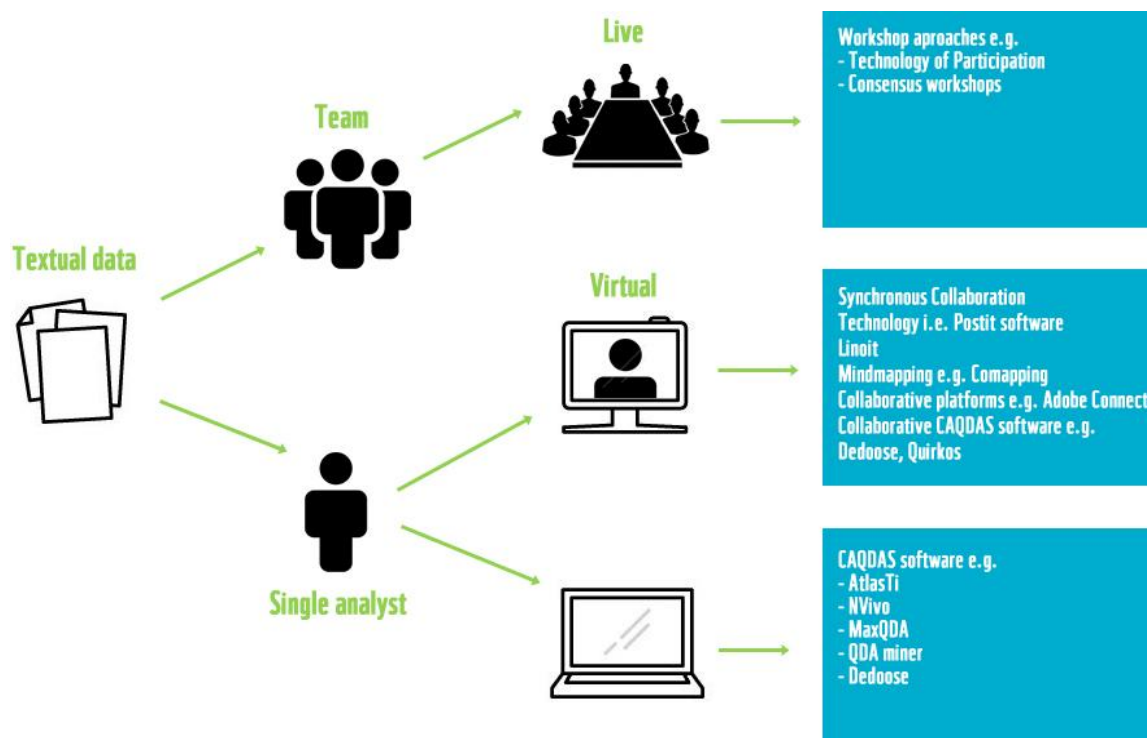 Live
Workshop aproaches e.g.
- Technology of Participation
- Consensus workshops
Team
Textual data
Virtual
Synchronous Collaboration
Technology i.e. Postit software
Linoit
Mindmapping e.g. Comapping
Collaborative platforms e.g. Adobe Connect
Collaborative CAQDAS software e.g.
Dedoose, Quirkos
Single analyst
CAQDAS software e.g.
- AtlasTi
- NVivo
- MaxQDA
- QDA miner
- Dedoose